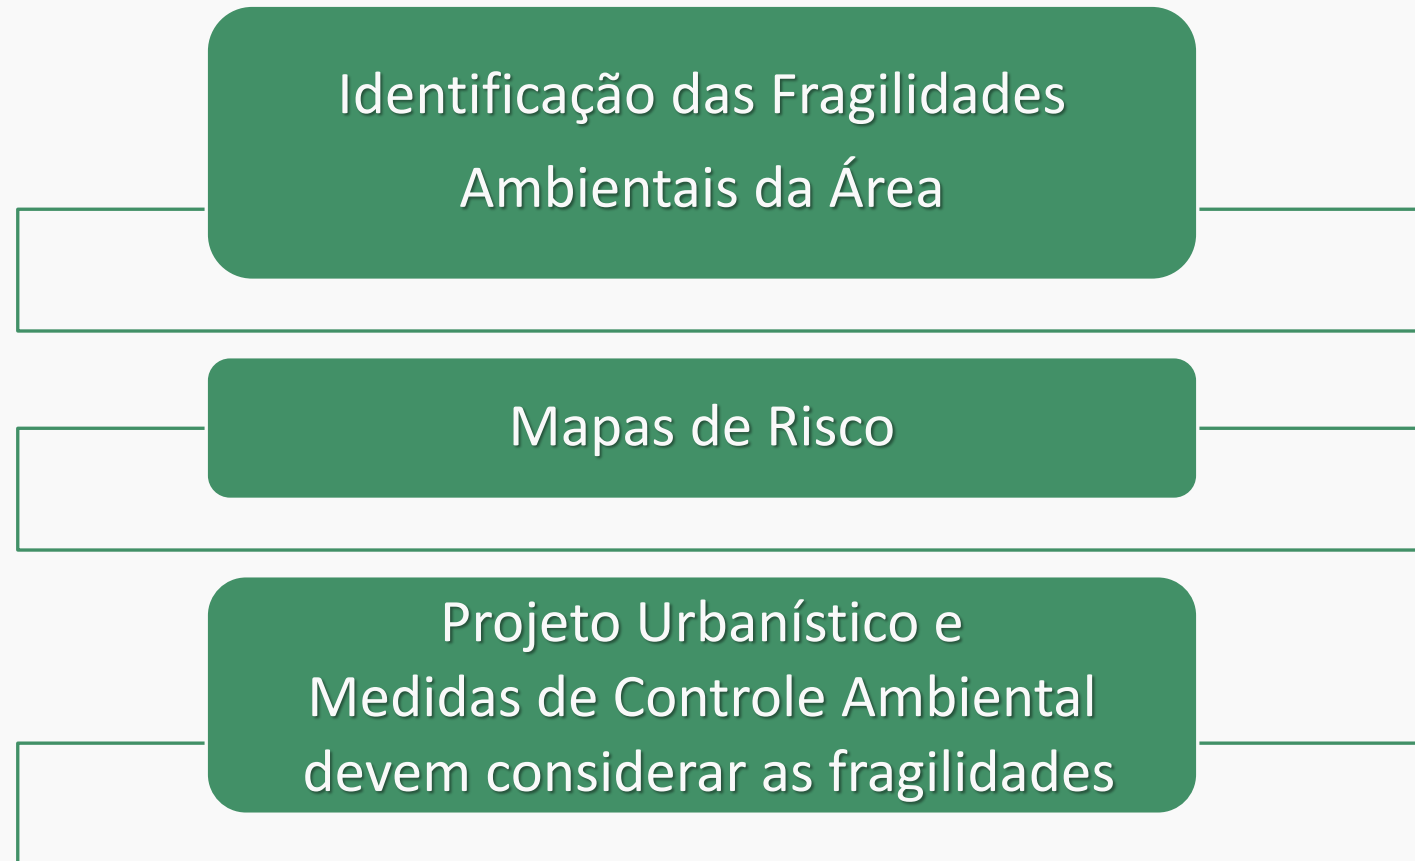 Identificação das Fragilidades
Ambientais da Área
Mapas de Risco
Projeto Urbanístico e
Medidas de Controle Ambiental
devem considerar as fragilidades